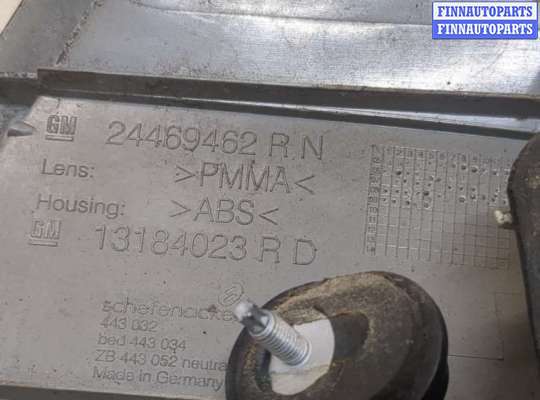 FINNAUTOPARTS
FINNAUTOPARTS
FINNAUTOPARTS
GM 24469462 R N
Lens: >PMMA<
Housing: >ABS<
GM 13184023 R D
443 032
bed 443 034
ZB 443 052 neutra
Made in Germany